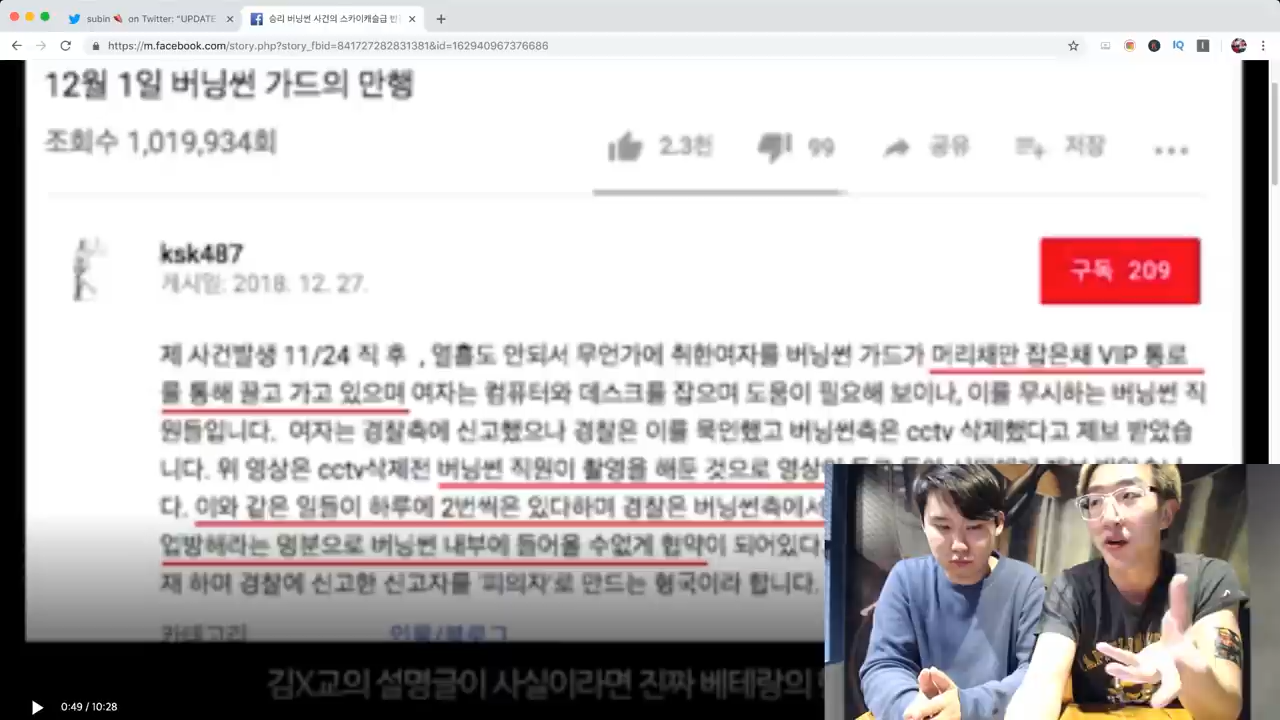 subin on Twitter: "UPDATE
승리 버닝썬 사건의 스카이캐슬급 반
https://m.facebook.com/story.php?story_fbid=841727282831381&id=162940967376696
12월 1일 버닝썬 가드의 만행
조회수 1,019,934회
2.3천 99 공유 저장
ksk487
게시일: 2018. 12. 27.
구독 209
제 사건발생 11/24 직 후 , 열흘도 안되서 무언가에 취한여자를 버닝썬 가드가 머리채만 잡은채 VIP 통로
를 통해 끌고 가고 있으며 여자는 컴퓨터와 데스크를 잡으며 도움이 필요해 보이나, 이를 무시하는 버닝썬 직
원들입니다. 여자는 경찰측에 신고했으나 경찰은 이를 묵인했고 버닝썬측은 cctv 삭제했다고 제보 받았습
니다. 위 영상은 cctv삭제전 버닝썬 직원이 촬영을 해둔 것으로
다. 이와 같은 일들이 하루에 2번씩은 있다하며 경찰은 버닝썬측에서
업방해라는 명분으로 버닝썬 내부에 들어올 수없게 협약이 되어있다
재 하며 경찰에 신고한 신고자를 '피의자'로 만드는 형국이라 합니다.
카테고리 인물/블로그
김X교의 설명글이 사실이라면 진짜 베테랑의
0:49 / 10:28